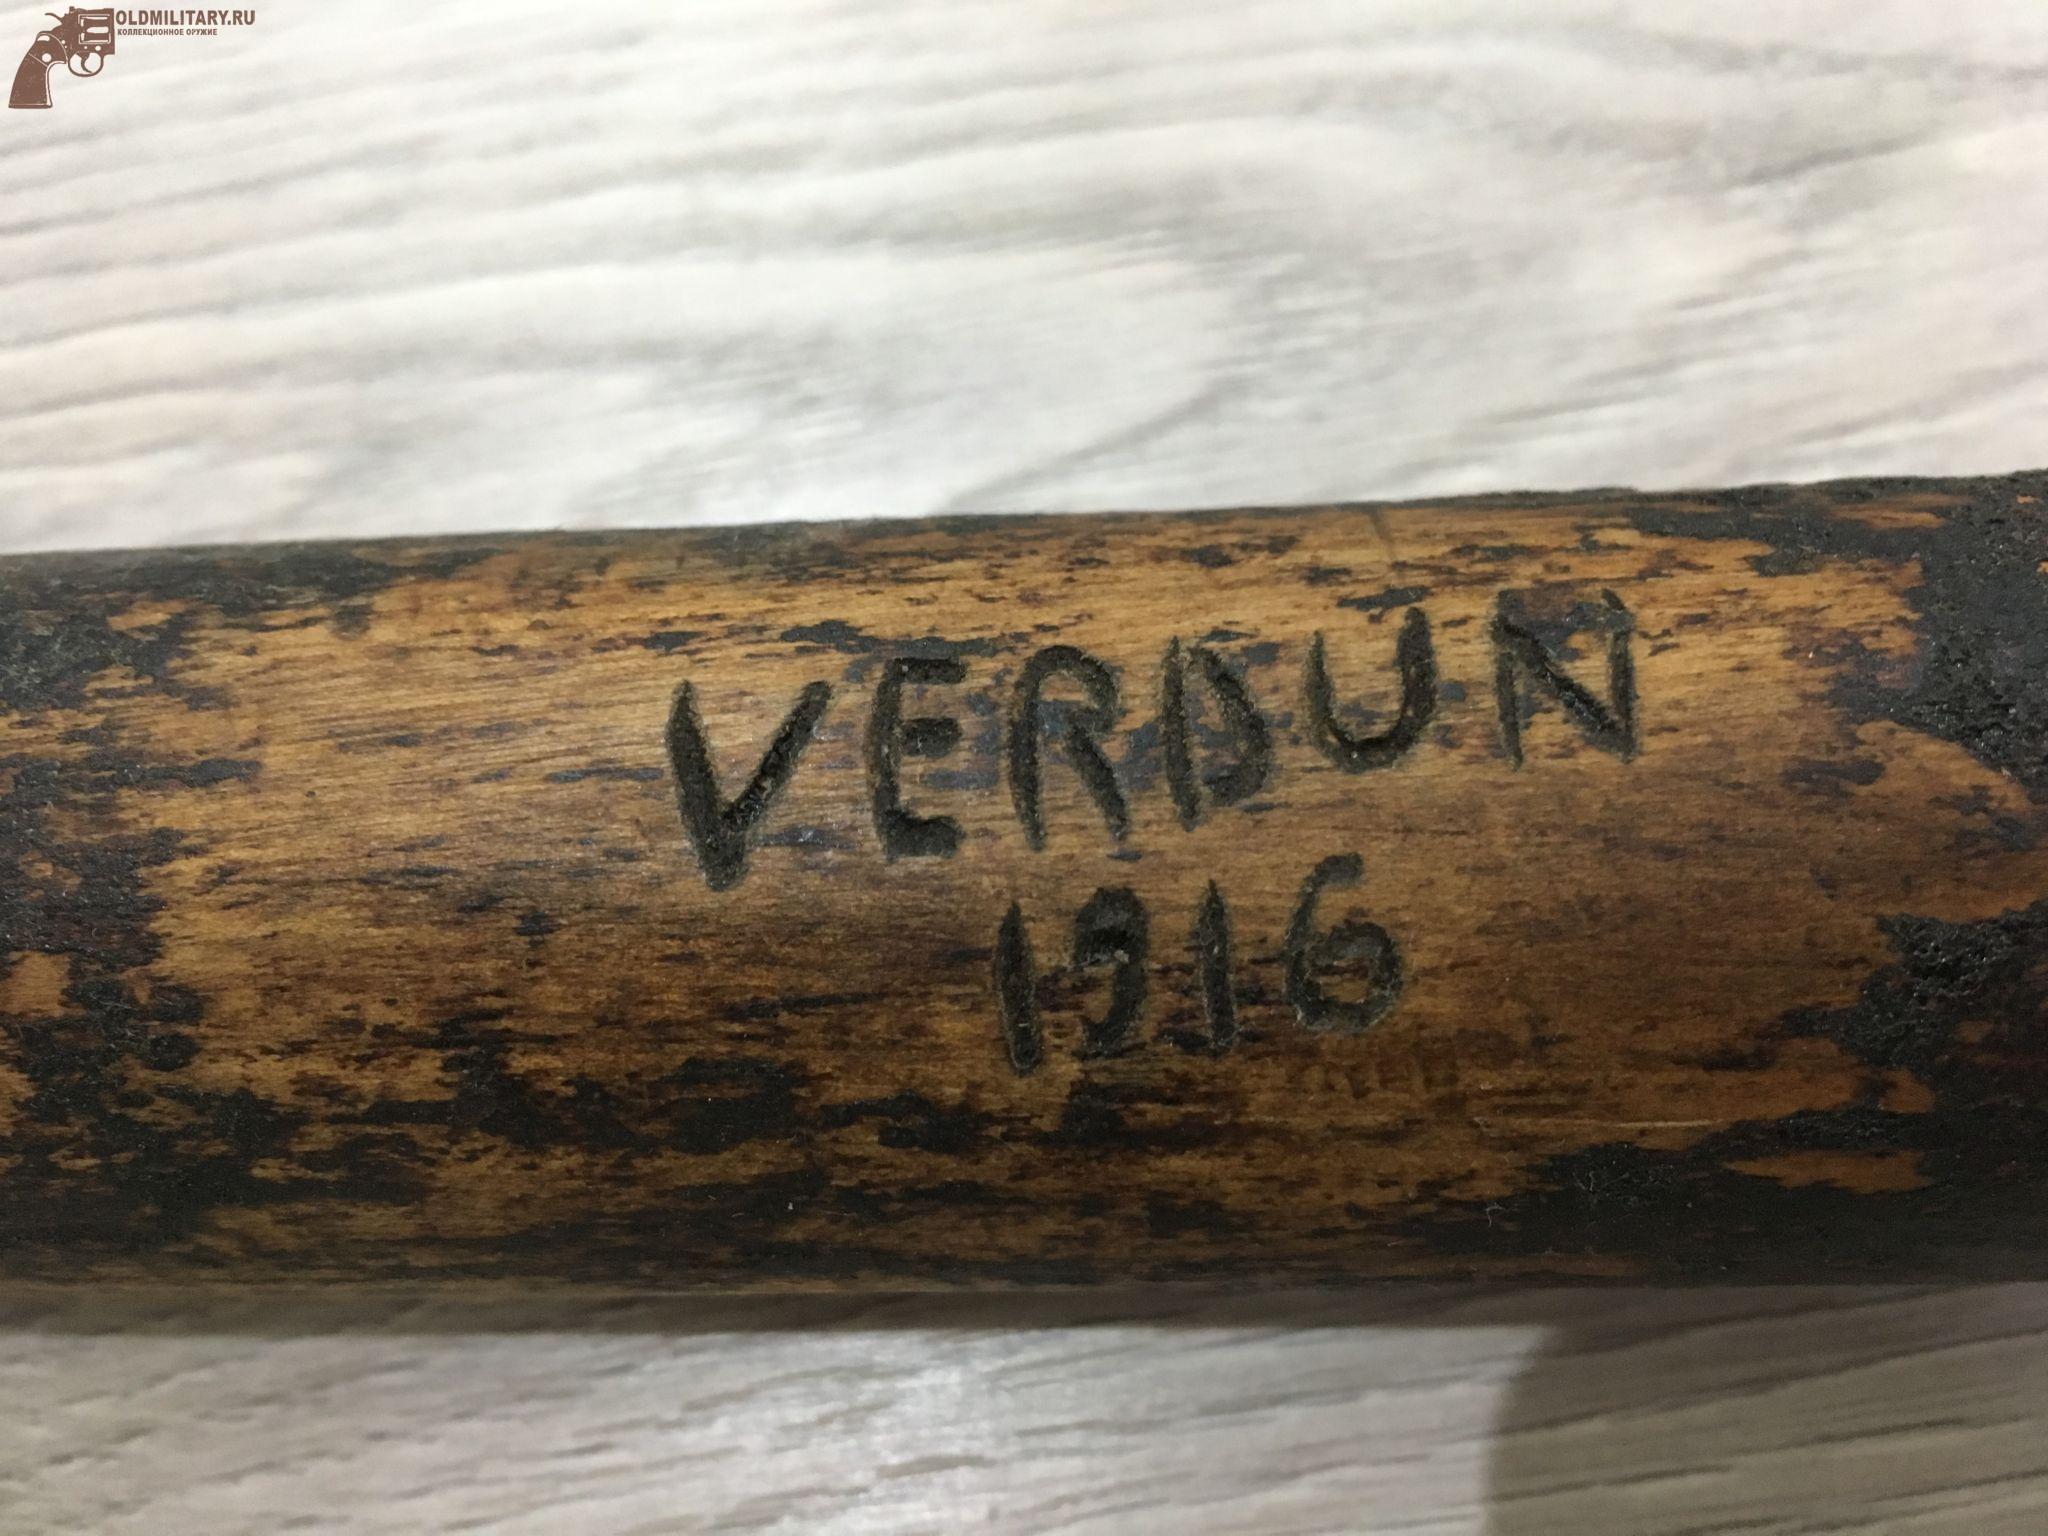 OLDMILITARY.RU
КОЛЛЕКЦИОННОЕ ОРУЖИЕ
VERDUN
1916